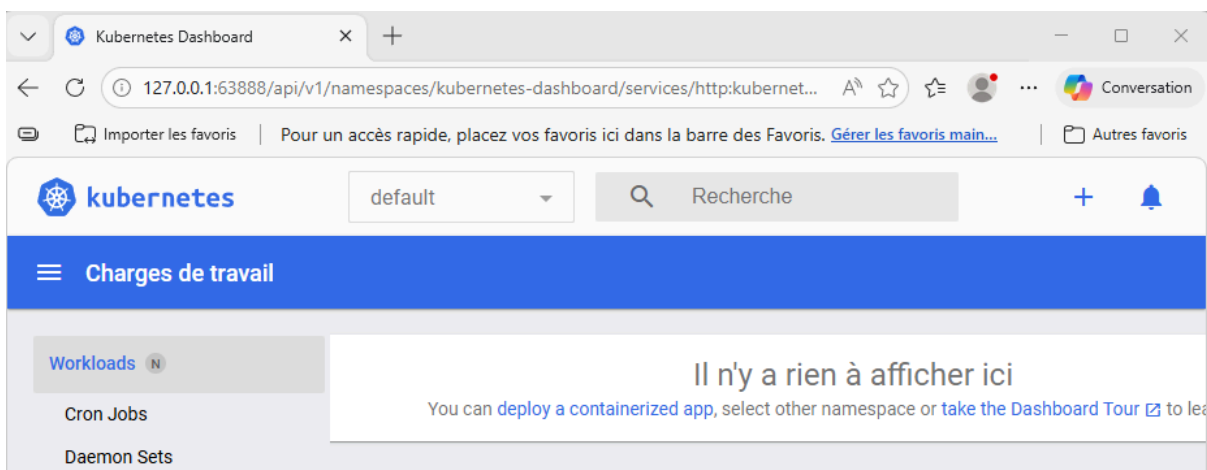 Kubernetes Dashboard
127.0.0.1:63888/api/v1/namespaces/kubernetes-dashboard/services/http:kubernet...
Conversation
Importer les favoris
Pour un accès rapide, placez vos favoris ici dans la barre des Favoris. Gérer les favoris main...
Autres favoris
kubernetes
default
Recherche
Charges de travail
Workloads N
Il n'y a rien à afficher ici
You can deploy a containerized app, select other namespace or take the Dashboard Tour to lea
Cron Jobs
Daemon Sets